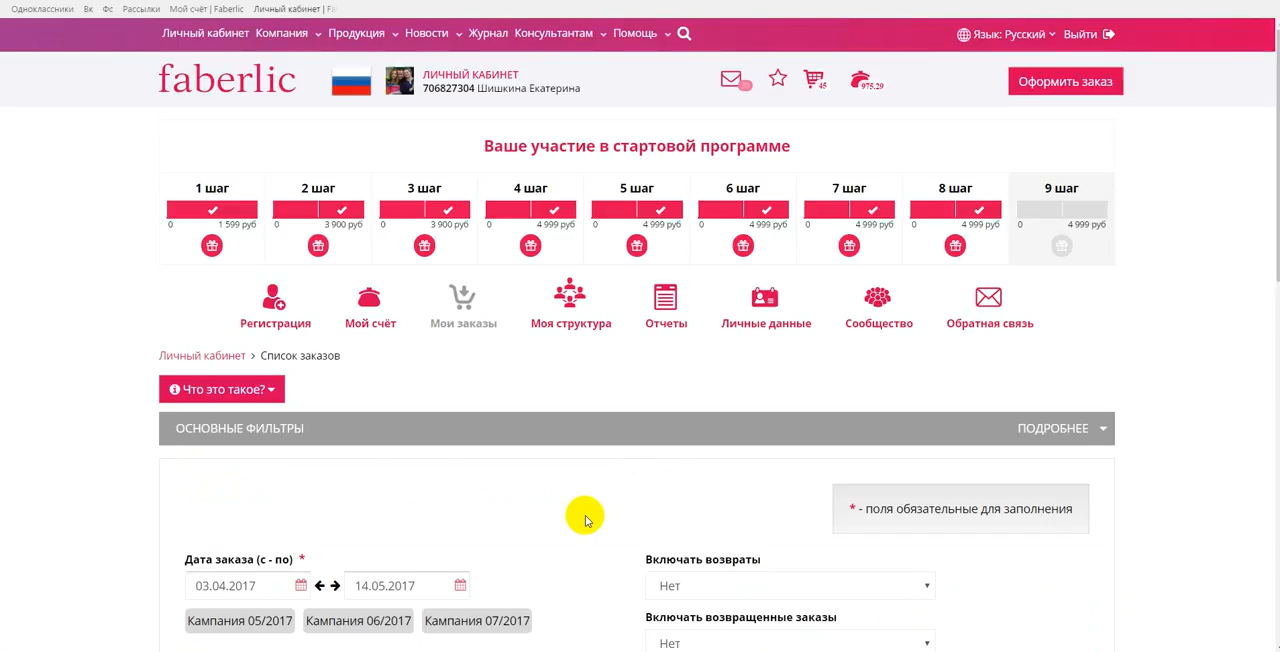 Одноклассники Вк Фс Рассылки Мой счёт | Faberlic Личный кабинет | Fa
Личный кабинет Компания Продукция Новости Журнал Консультантам Помощь Язык: Русский Выйти
faberlic ЛИЧНЫЙ КАБИНЕТ
706827304 Шишкина Екатерина 45 975.29 Оформить заказ
Ваше участие в стартовой программе
1 шаг 2 шаг 3 шаг 4 шаг 5 шаг 6 шаг 7 шаг 8 шаг 9 шаг
0 1 599 руб 0 3 900 руб 0 3 900 руб 0 4 999 руб 0 4 999 руб 0 4 999 руб 0 4 999 руб 0 4 999 руб 0 4 999 руб
Регистрация Мой счёт Мои заказы Моя структура Отчеты Личные данные Сообщество Обратная связь
Личный кабинет > Список заказов
Что это такое?
ОСНОВНЫЕ ФИЛЬТРЫ ПОДРОБНЕЕ
* - поля обязательные для заполнения
Дата заказа (с - по) * Включать возвраты
03.04.2017 14.05.2017 Нет
Кампания 05/2017 Кампания 06/2017 Кампания 07/2017 Включать возвращенные заказы
Нет